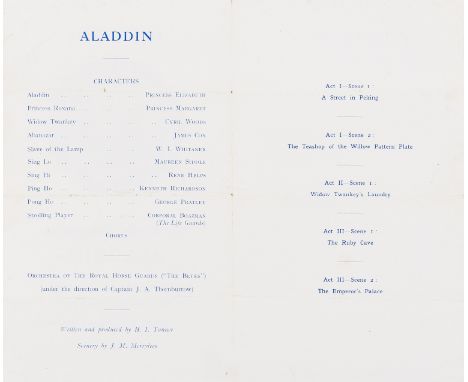 ALADDIN
CHARACTERS
Aladdin .. .. .. .. PRINCESS ELIZABETH
Princess Roxana .. .. PRINCESS MARGARET
Widow Twankey .. .. .. CYRIL WOODS
Abanazar .. .. .. .. JAMES COX
Slave of the Lamp .. .. W. I. WHITAKER
Sing Lo .. .. .. .. MAUREEN
Sing Hi .. .. .. .. RENE
Ping Ho .. .. .. KENNETH RICHARDSON
Pong Ho .. .. .. GEORGE PRATLEY
Strolling Player .. .. CORPORAL BOATMAN
(The Life Guards)
CHORUS
ORCHESTRA OF THE ROYAL HORSE GUARDS ("THE BLUES")
(under the direction of Captain J. A. Thornburrow)
Written and produced by H. I. Tanner
Scenery by J. M.
Act I—Scene 1:
A Street in Peking
Act I—Scene 2:
The Teashop of the Willow Pattern Plate
Act II—Scene 1:
Widow Twankey's Laundry
Act III—Scene 1:
The Ruby Cave
Act III—Scene 2:
The Emperor's Palace